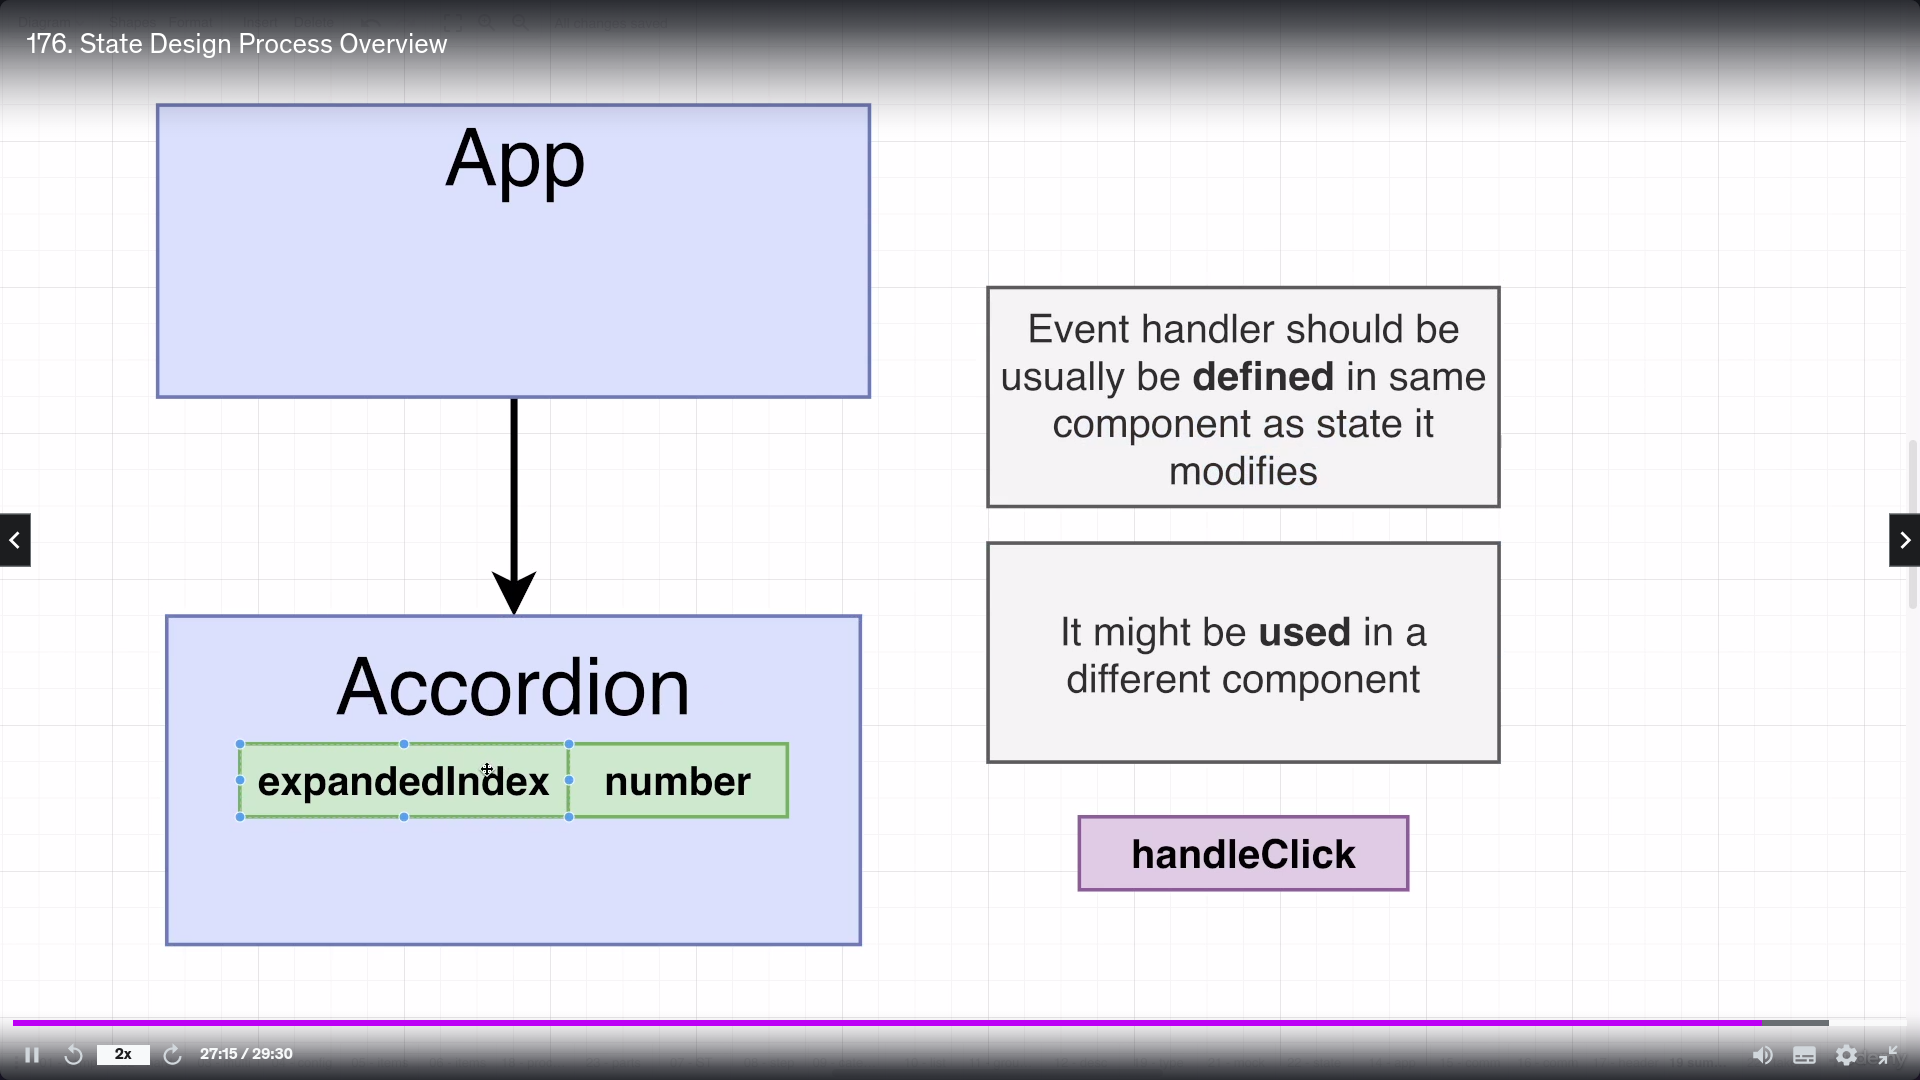 176. State Design Process Overview
App
Event handler should be
usually be defined in same
component as state it
modifies
It might be used in a
different component
Accordion
expandedIndex number
handleClick
2x
27:15 / 29:30